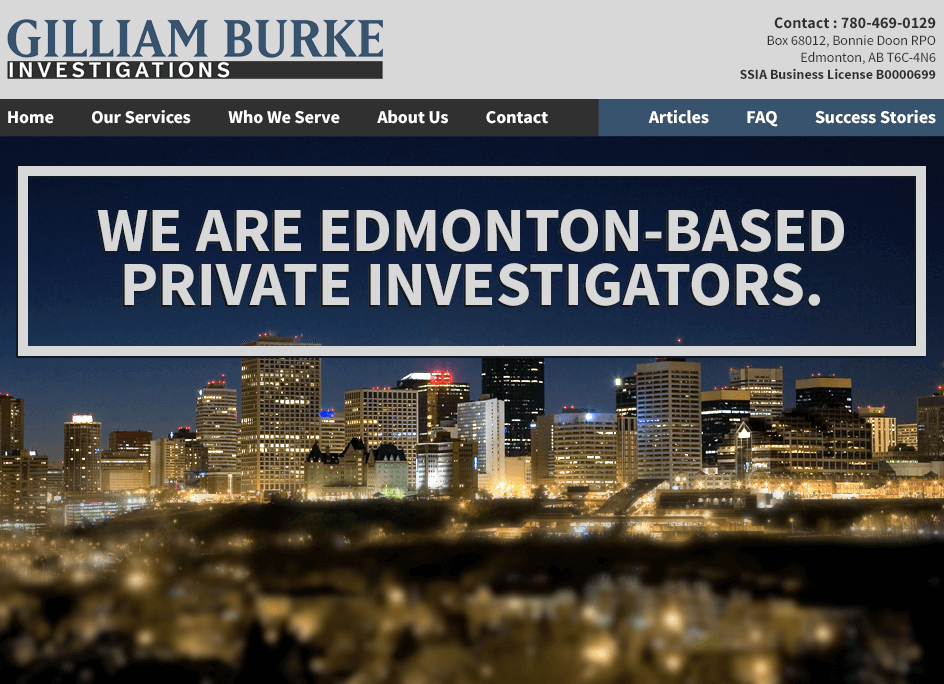 GILLIAM BURKE
INVESTIGATIONS
Contact : 780-469-0129
Box 68012, Bonnie Doon RPO
Edmonton, AB T6C-4N6
SSIA Business License B0000699
Home Our Services Who We Serve About Us Contact Articles FAQ Success Stories
WE ARE EDMONTON-BASED
PRIVATE INVESTIGATORS.